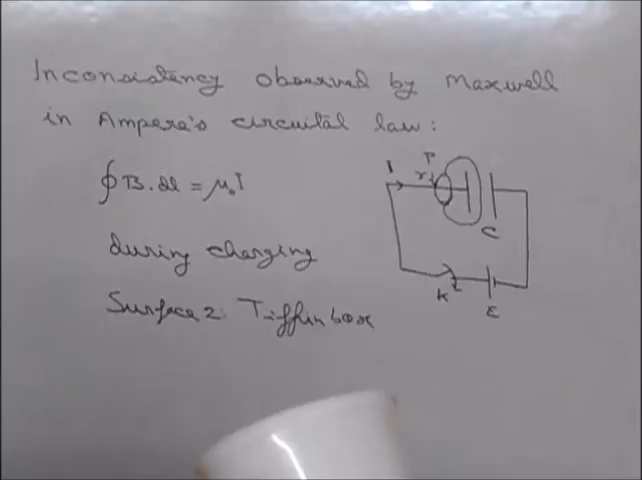 Inconsistency observed by Maxwell
in Ampere's circuital law:
∮B.dl = μ₀I
during charging
Surface 2: Tiffin box
I
P
r
C
K
E